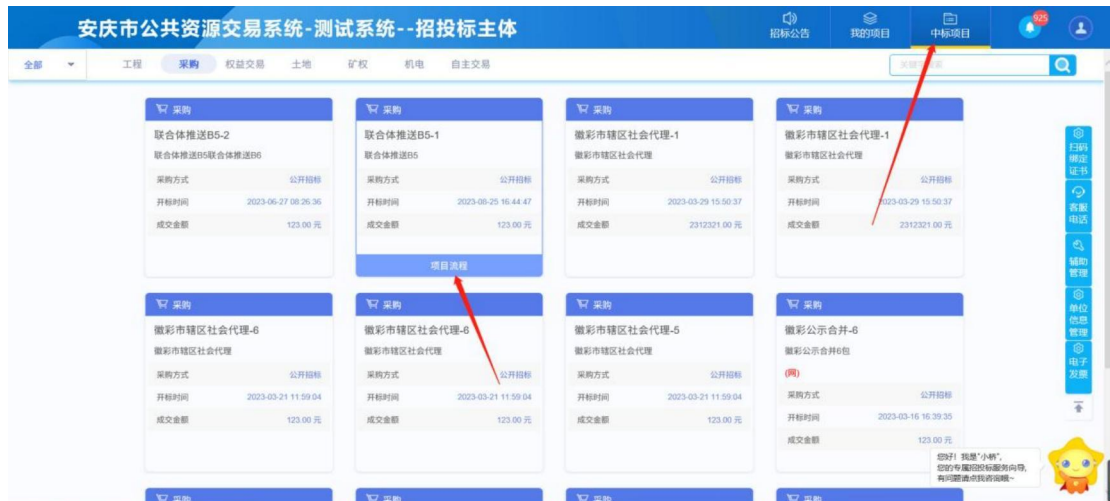 安庆市公共资源交易系统-测试系统--招投标主体
招标公告
我的项目
中标项目
925
全部
工程
采购
权益交易
土地
矿权
机电
自主交易
采购
联合体推送B5-2
联合体推送B5联合体推送B6
采购方式 公开招标
开标时间 2023-06-27 08:26:36
成交金额 123.00 元
采购
联合体推送B5-1
联合体推送B5
采购方式 公开招标
开标时间 2023-06-25 16:44:47
成交金额 123.00 元
项目流程
采购
徽彩市辖区社会代理-1
徽彩市辖区社会代理
采购方式 公开招标
开标时间 2023-03-29 15:50:37
成交金额 2312321.00 元
采购
徽彩市辖区社会代理-1
徽彩市辖区社会代理
采购方式 公开招标
开标时间 2023-03-29 15:50:37
成交金额 2312321.00 元
采购
徽彩市辖区社会代理-6
徽彩市辖区社会代理
采购方式 公开招标
开标时间 2023-03-21 11:59:04
成交金额 123.00 元
采购
徽彩市辖区社会代理-6
徽彩市辖区社会代理
采购方式 公开招标
开标时间 2023-03-21 11:59:04
成交金额 123.00 元
采购
徽彩市辖区社会代理-5
徽彩市辖区社会代理
采购方式 公开招标
开标时间 2023-03-21 11:59:04
成交金额 123.00 元
采购
徽彩公示合并-6
徽彩公示合并6包
(网)
采购方式 公开招标
开标时间 2023-03-16 16:39:35
成交金额 123.00 元
扫码
绑定
证书
客服
电话
辅助
管理
单位
信息
管理
电子
发票
您好！我是"小桥",
您的专属招投标服务向导,
有问题请点我咨询哦~
采购
采购
采购
采购